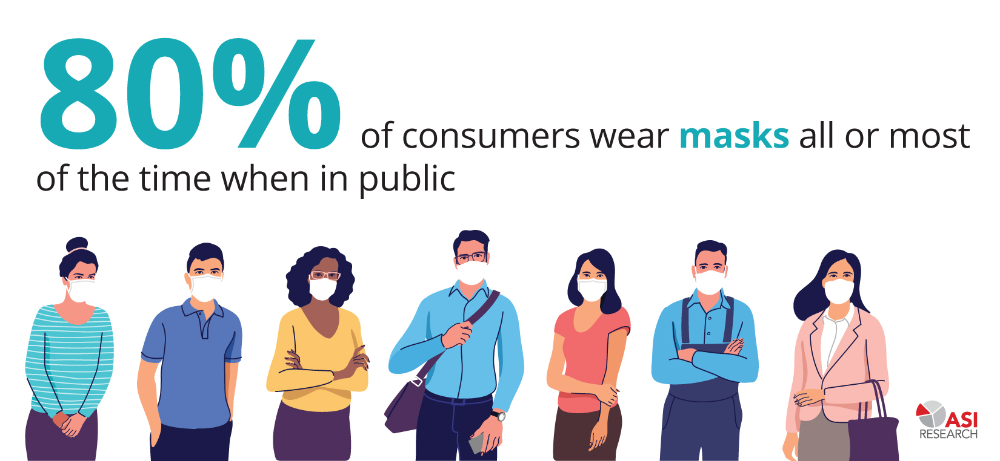 80% of consumers wear masks all or most
of the time when in public
ASI
RESEARCH